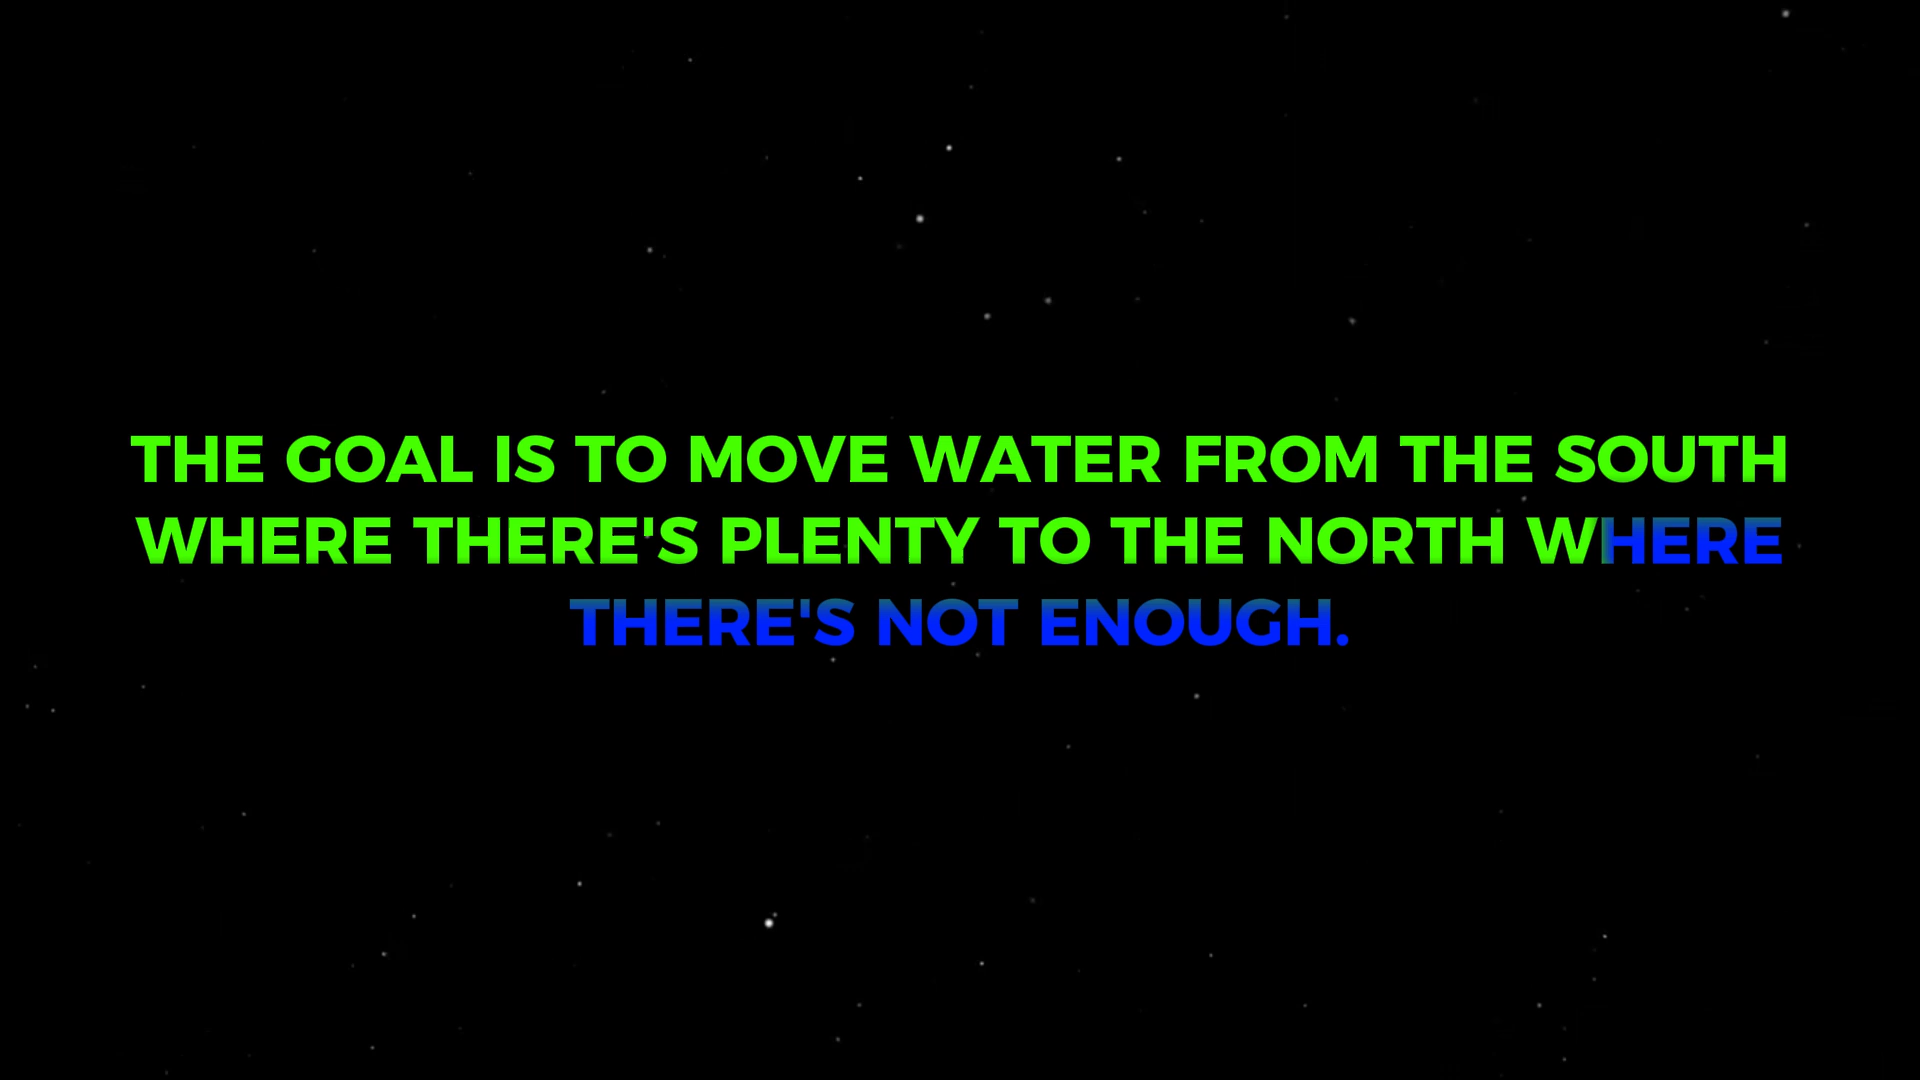 THE GOAL IS TO MOVE WATER FROM THE SOUTH
WHERE THERE'S PLENTY TO THE NORTH WHERE
THERE'S NOT ENOUGH.